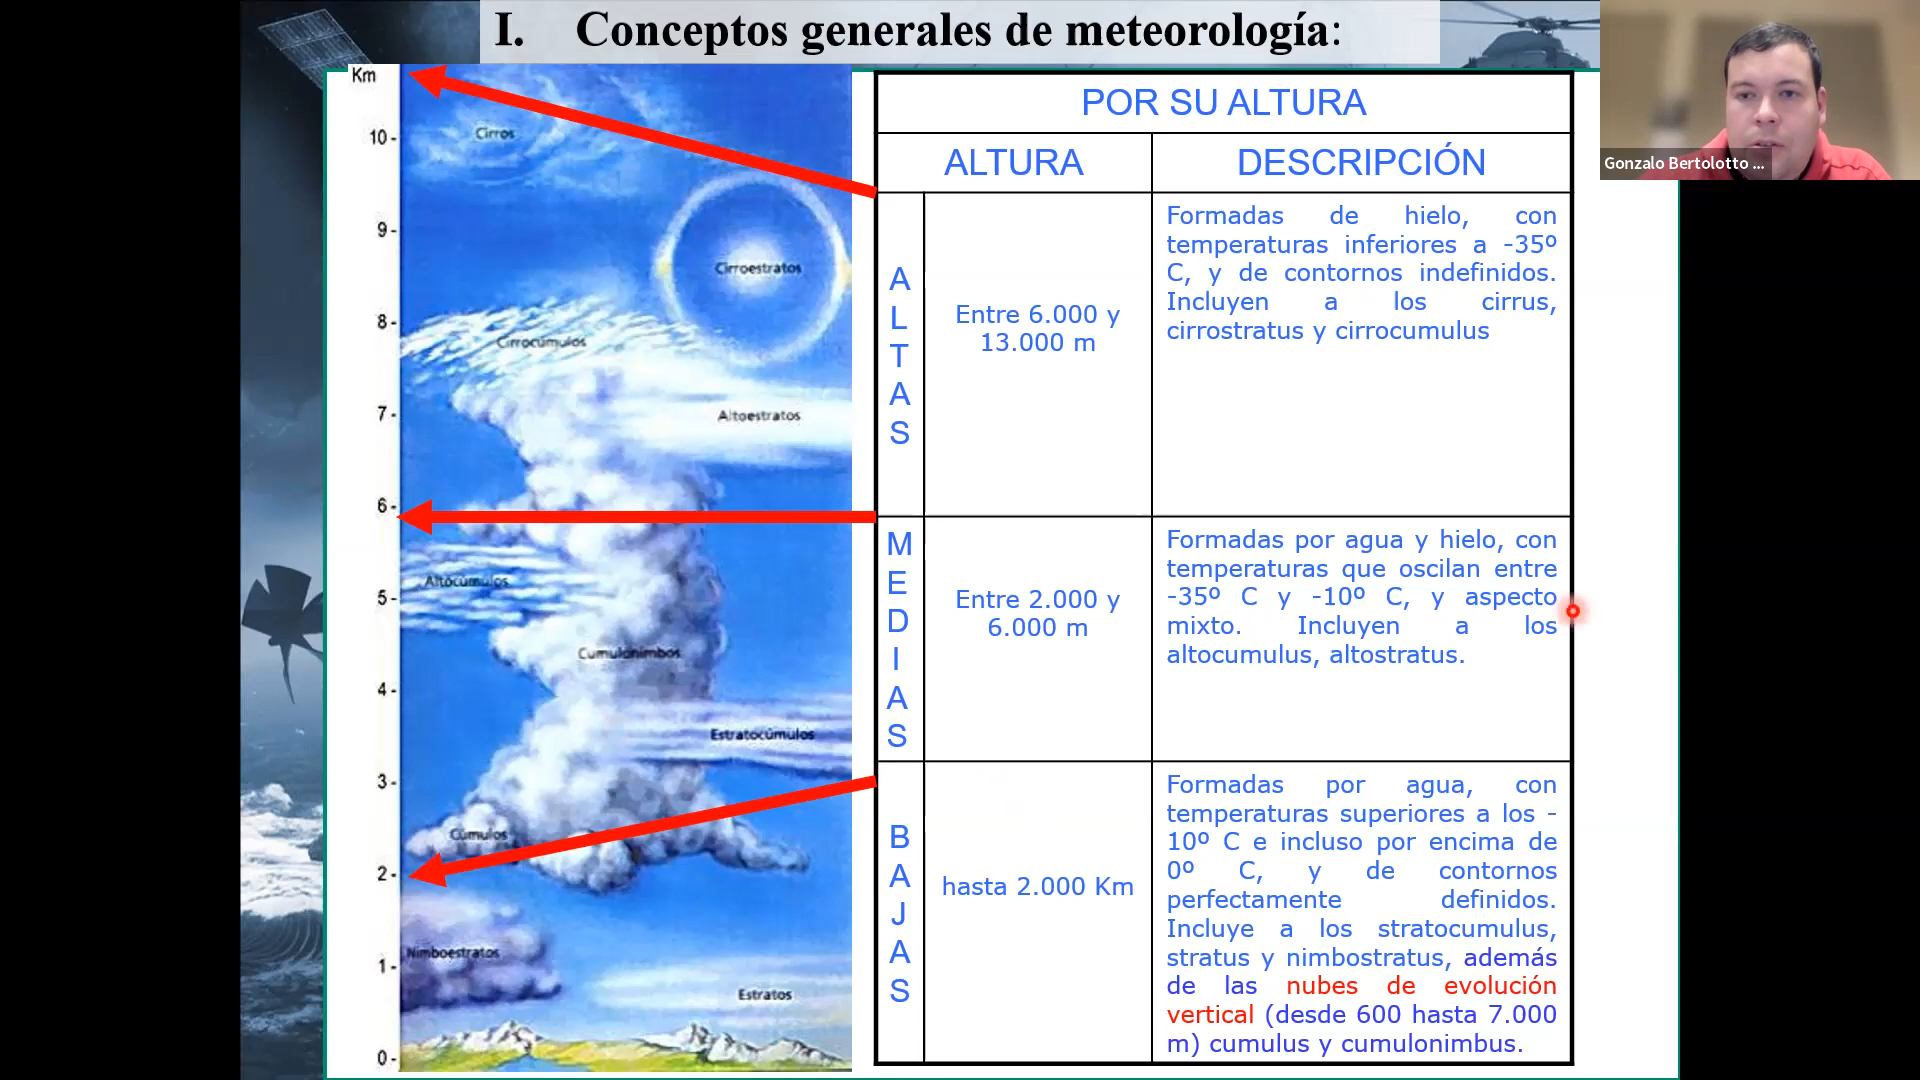 I. Conceptos generales de meteorología:
Km
10 -
9 -
8 -
7 -
6 -
5 -
4 -
3 -
2 -
1 -
0 -
Cirros
Cirroestratos
Cirrocúmulos
Altoestratos
Altocúmulos
Cumulonimbos
Estratocúmulos
Cúmulos
Nimboestratos
Estratos
POR SU ALTURA
ALTURA
DESCRIPCIÓN
ALTAS
Entre 6.000 y
13.000 m
Formadas de hielo, con
temperaturas inferiores a -35º
C, y de contornos indefinidos.
Incluyen a los cirrus,
cirrostratus y cirrocumulus
MEDIAS
Entre 2.000 y
6.000 m
Formadas por agua y hielo, con
temperaturas que oscilan entre
-35º C y -10º C, y aspecto
mixto. Incluyen a los
altocumulus, altostratus.
BAJAS
hasta 2.000 Km
Formadas por agua, con
temperaturas superiores a los -
10º C e incluso por encima de
0º C, y de contornos
perfectamente definidos.
Incluye a los stratocumulus,
stratus y nimbostratus, además
de las nubes de evolución
vertical (desde 600 hasta 7.000
m) cumulus y cumulonimbus.
Gonzalo Bertolotto ...